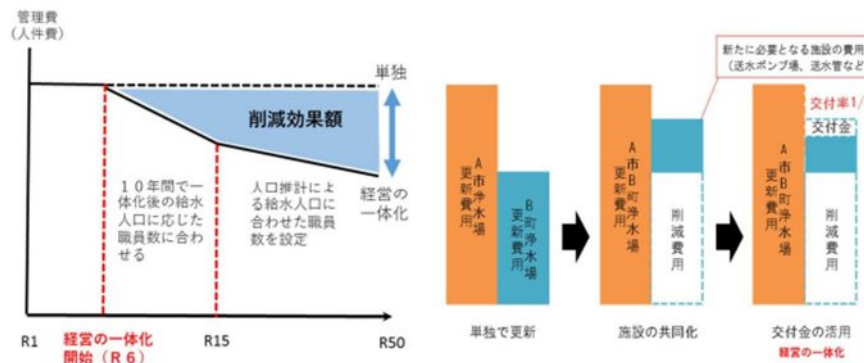 管理費
(人件費)
単独
削減効果額
経営の
一体化
10年間で一
体化後の給水
人口に応じた
職員数に合わ
せる
人口推計によ
る給水人口に
合わせた職員
数を設定
R1
経営の一体化
開始(R6)
R15
R50
新たに必要となる施設の費用
(送水ポンプ場、送水管など
A市浄水場
更新費用
B町浄水場
更新費用
単独で更新
A市B町浄水場
更新費用
削減費用
施設の共同化
交付率1/
交付金
A市B町浄水場
更新費用
削減費用
交付金の活用
経営の一体化